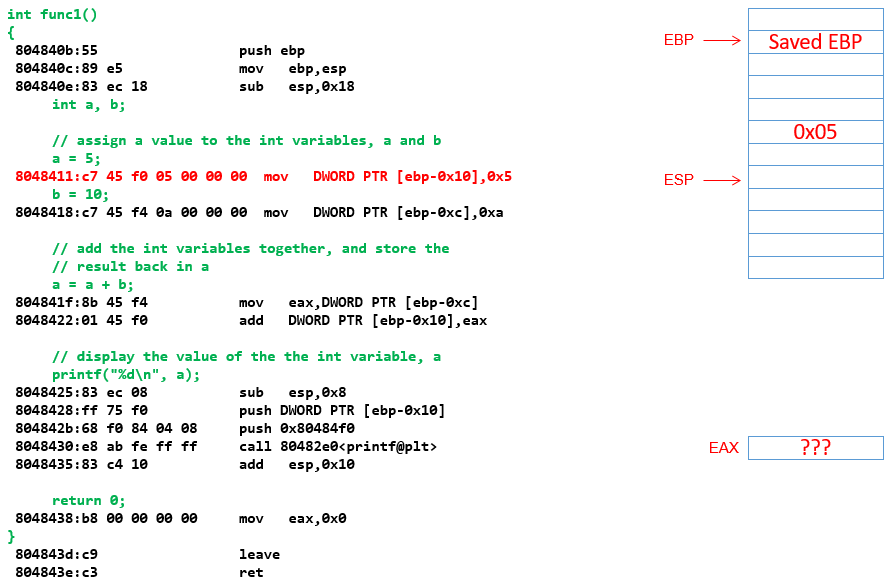 int func1()
{
804840b:55 push ebp
804840c:89 e5 mov ebp,esp
804840e:83 ec 18 sub esp,0x18
int a, b;
// assign a value to the int variables, a and b
a = 5;
8048411:c7 45 f0 05 00 00 00 mov DWORD PTR [ebp-0x10],0x5
b = 10;
8048418:c7 45 f4 0a 00 00 00 mov DWORD PTR [ebp-0xc],0xa
// add the int variables together, and store the
// result back in a
a = a + b;
804841f:8b 45 f4 mov eax,DWORD PTR [ebp-0xc]
8048422:01 45 f0 add DWORD PTR [ebp-0x10],eax
// display the value of the the int variable, a
printf("%d\n", a);
8048425:83 ec 08 sub esp,0x8
8048428:ff 75 f0 push DWORD PTR [ebp-0x10]
804842b:68 f0 84 04 08 push 0x80484f0
8048430:e8 ab fe ff ff call 80482e0<printf@plt>
8048435:83 c4 10 add esp,0x10
return 0;
8048438:b8 00 00 00 00 mov eax,0x0
}
804843d:c9 leave
804843e:c3 ret
EBP
Saved EBP
0x05
ESP
EAX
???